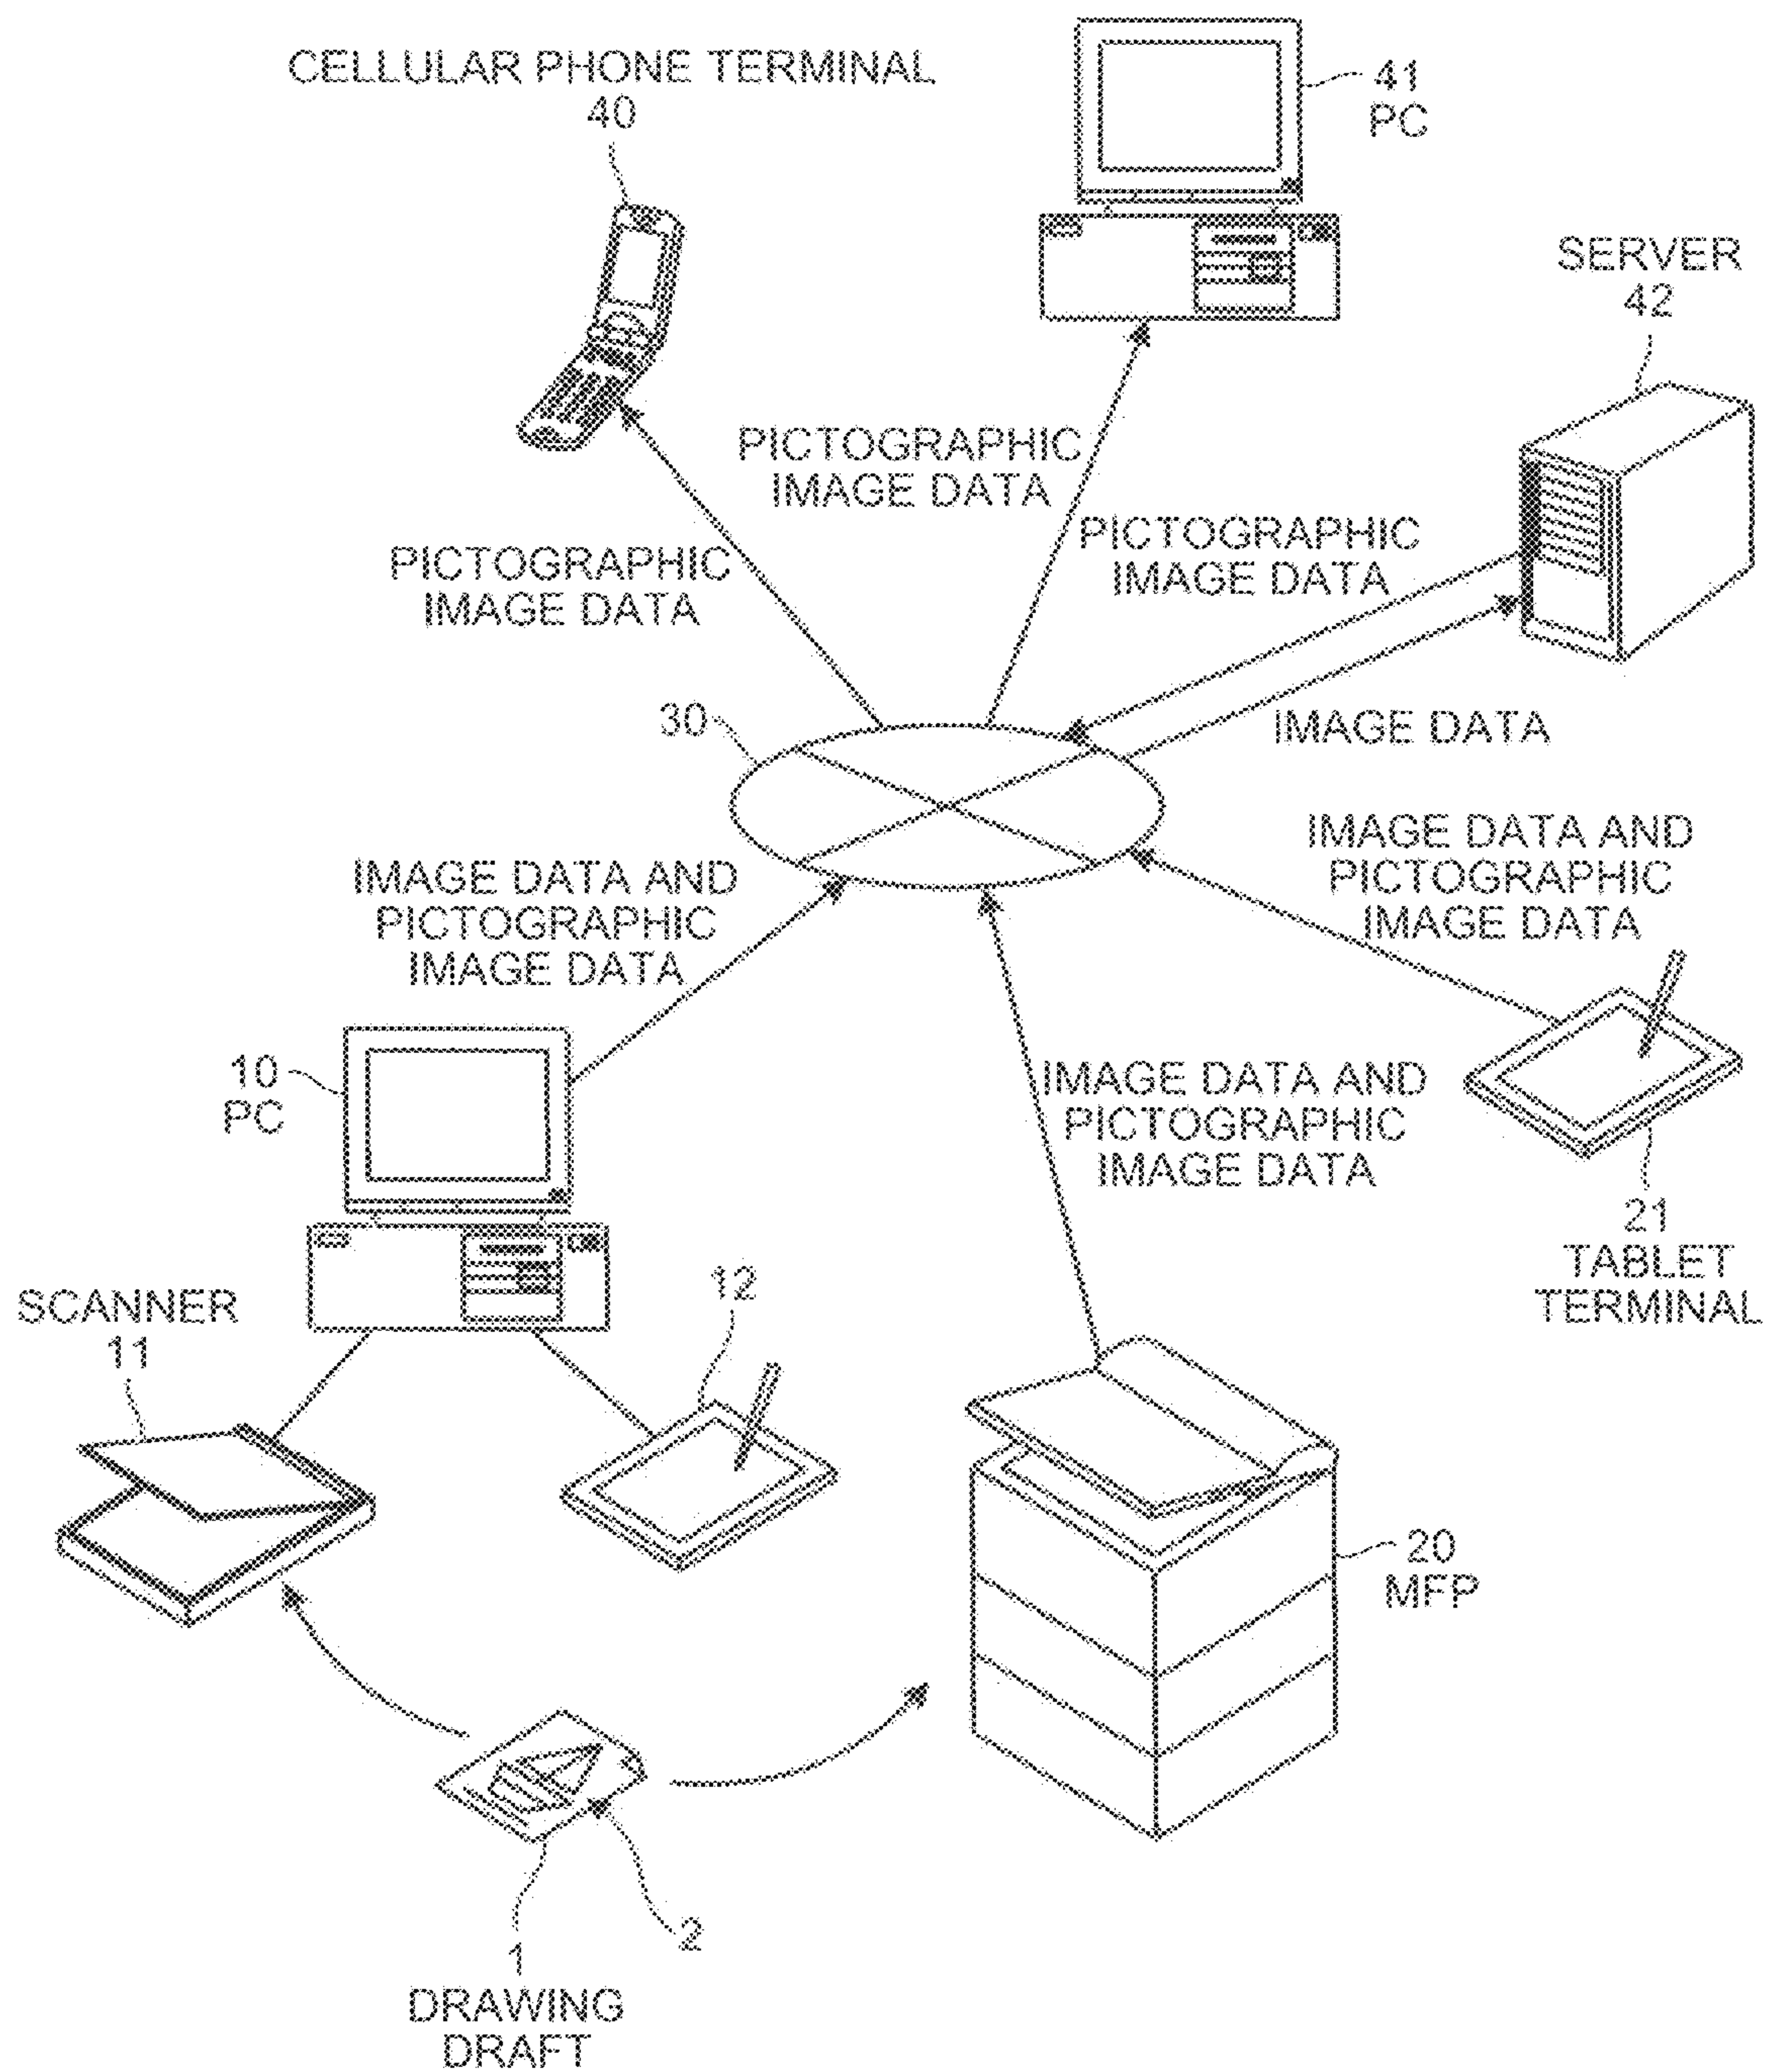 CELLULAR PHONE TERMINAL
40
41
PC
SERVER
42
PICTOGRAPHIC
IMAGE DATA
PICTOGRAPHIC
IMAGE DATA
PICTOGRAPHIC
IMAGE DATA
30
IMAGE DATA
IMAGE DATA AND
PICTOGRAPHIC
IMAGE DATA
IMAGE DATA AND
PICTOGRAPHIC
IMAGE DATA
10
PC
IMAGE DATA AND
PICTOGRAPHIC
IMAGE DATA
21
TABLET
TERMINAL
SCANNER
11
12
20
MFP
2
1
DRAWING
DRAFT